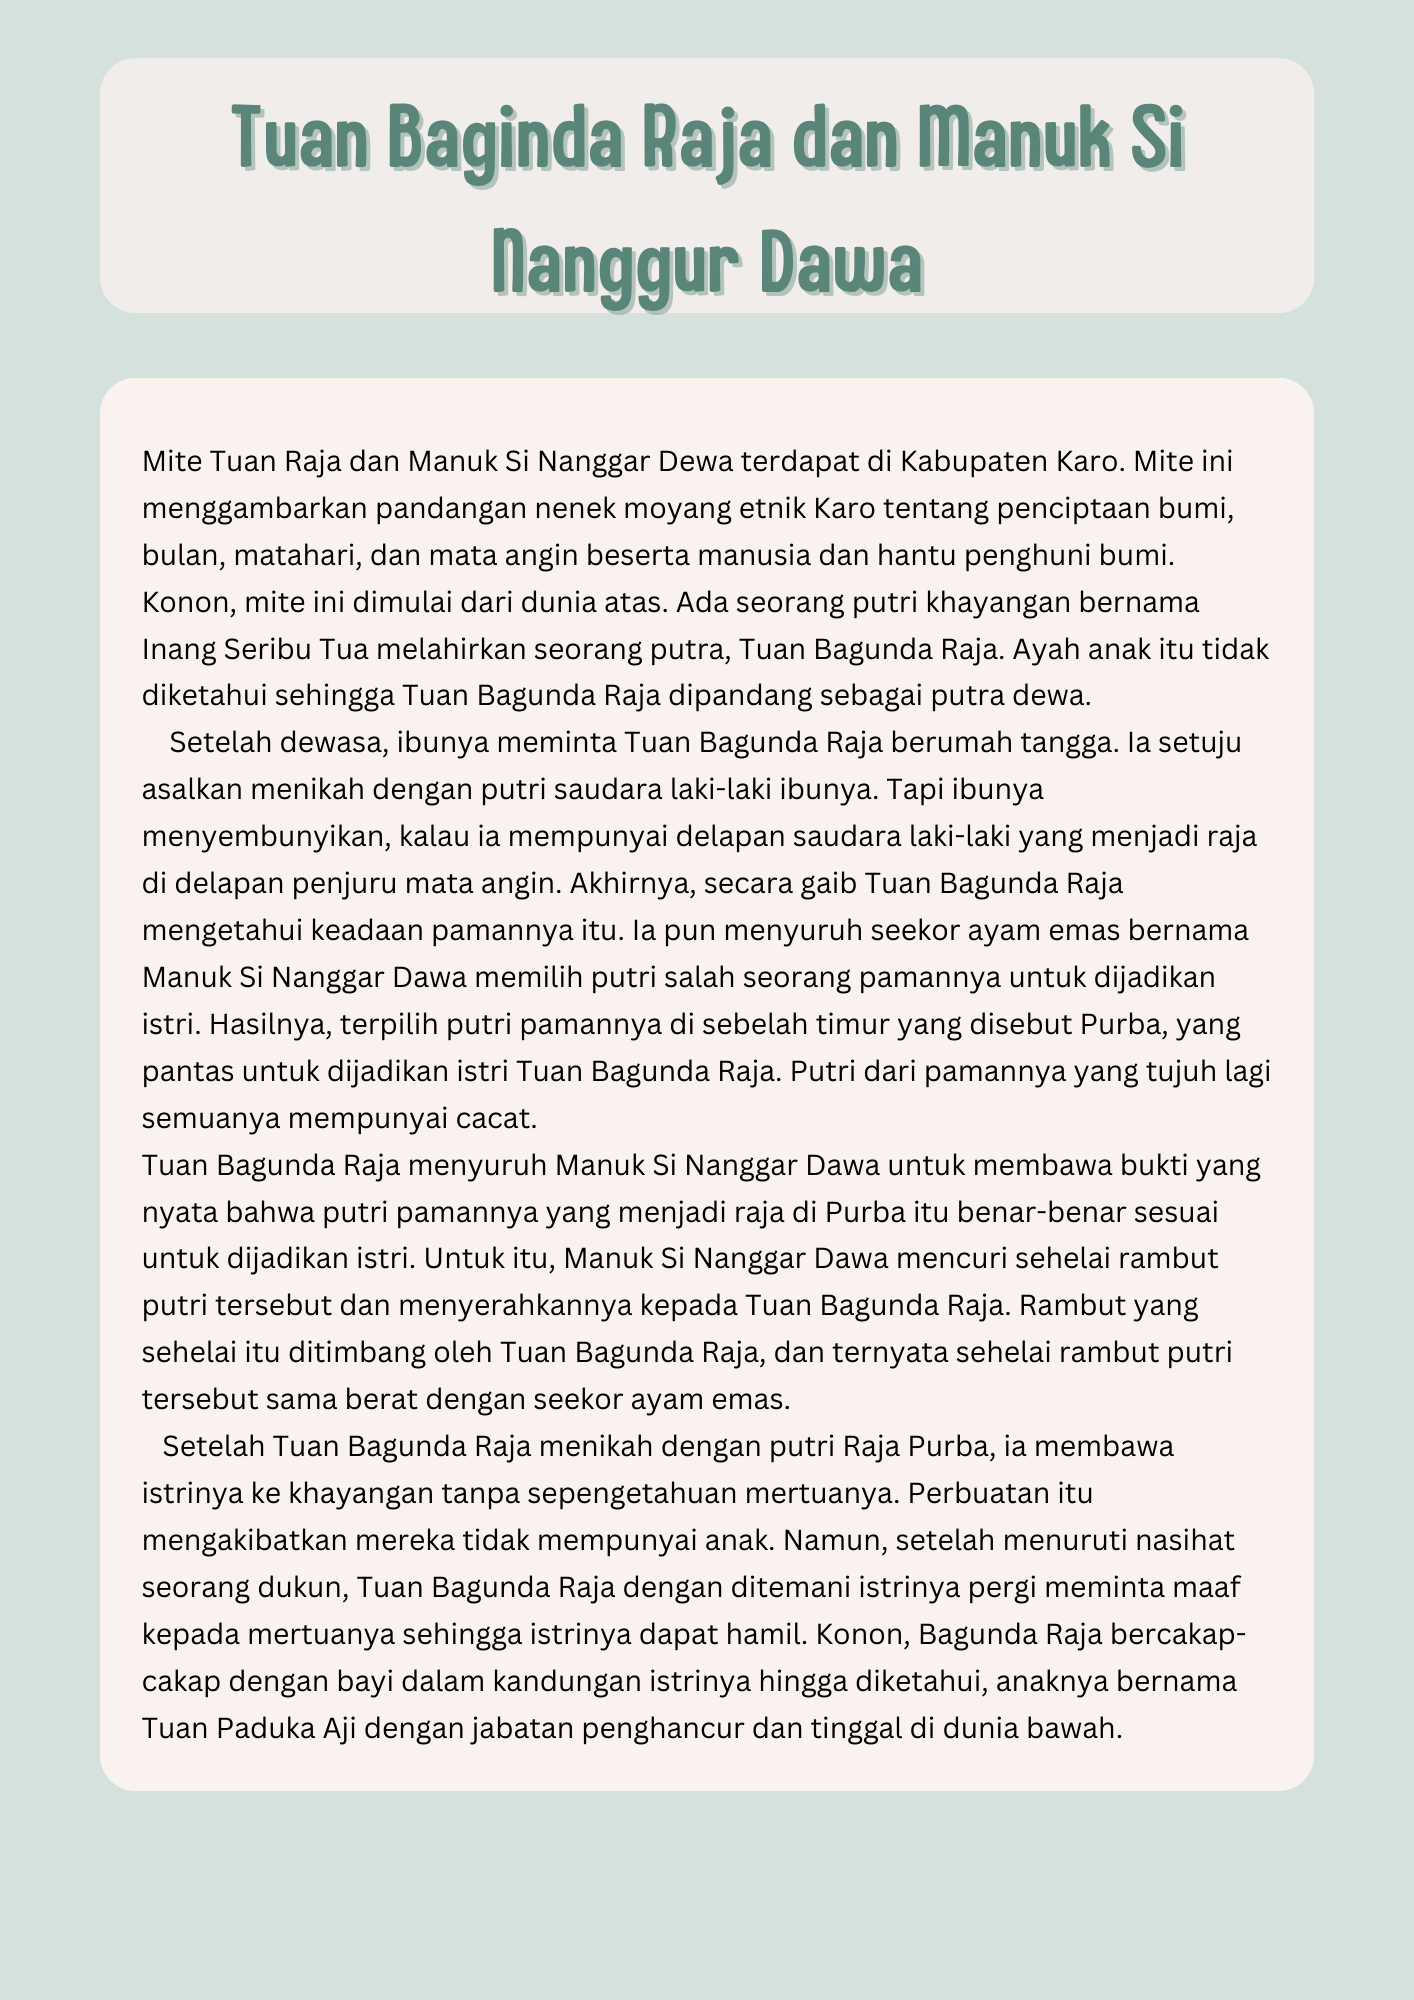 Tuan Baginda Raja dan Manuk Si
Nanggur Dawa
Mite Tuan Raja dan Manuk Si Nanggar Dewa terdapat di Kabupaten Karo. Mite ini
menggambarkan pandangan nenek moyang etnik Karo tentang penciptaan bumi,
bulan, matahari, dan mata angin beserta manusia dan hantu penghuni bumi.
Konon, mite ini dimulai dari dunia atas. Ada seorang putri khayangan bernama
Inang Seribu Tua melahirkan seorang putra, Tuan Bagunda Raja. Ayah anak itu tidak
diketahui sehingga Tuan Bagunda Raja dipandang sebagai putra dewa.
Setelah dewasa, ibunya meminta Tuan Bagunda Raja berumah tangga. Ia setuju
asalkan menikah dengan putri saudara laki-laki ibunya. Tapi ibunya
menyembunyikan, kalau ia mempunyai delapan saudara laki-laki yang menjadi raja
di delapan penjuru mata angin. Akhirnya, secara gaib Tuan Bagunda Raja
mengetahui keadaan pamannya itu. Ia pun menyuruh seekor ayam emas bernama
Manuk Si Nanggar Dawa memilih putri salah seorang pamannya untuk dijadikan
istri. Hasilnya, terpilih putri pamannya di sebelah timur yang disebut Purba, yang
pantas untuk dijadikan istri Tuan Bagunda Raja. Putri dari pamannya yang tujuh lagi
semuanya mempunyai cacat.
Tuan Bagunda Raja menyuruh Manuk Si Nanggar Dawa untuk membawa bukti yang
nyata bahwa putri pamannya yang menjadi raja di Purba itu benar-benar sesuai
untuk dijadikan istri. Untuk itu, Manuk Si Nanggar Dawa mencuri sehelai rambut
putri tersebut dan menyerahkannya kepada Tuan Bagunda Raja. Rambut yang
sehelai itu ditimbang oleh Tuan Bagunda Raja, dan ternyata sehelai rambut putri
tersebut sama berat dengan seekor ayam emas.
Setelah Tuan Bagunda Raja menikah dengan putri Raja Purba, ia membawa
istrinya ke khayangan tanpa sepengetahuan mertuanya. Perbuatan itu
mengakibatkan mereka tidak mempunyai anak. Namun, setelah menuruti nasihat
seorang dukun, Tuan Bagunda Raja dengan ditemani istrinya pergi meminta maaf
kepada mertuanya sehingga istrinya dapat hamil. Konon, Bagunda Raja bercakap-
cakap dengan bayi dalam kandungan istrinya hingga diketahui, anaknya bernama
Tuan Paduka Aji dengan jabatan penghancur dan tinggal di dunia bawah.